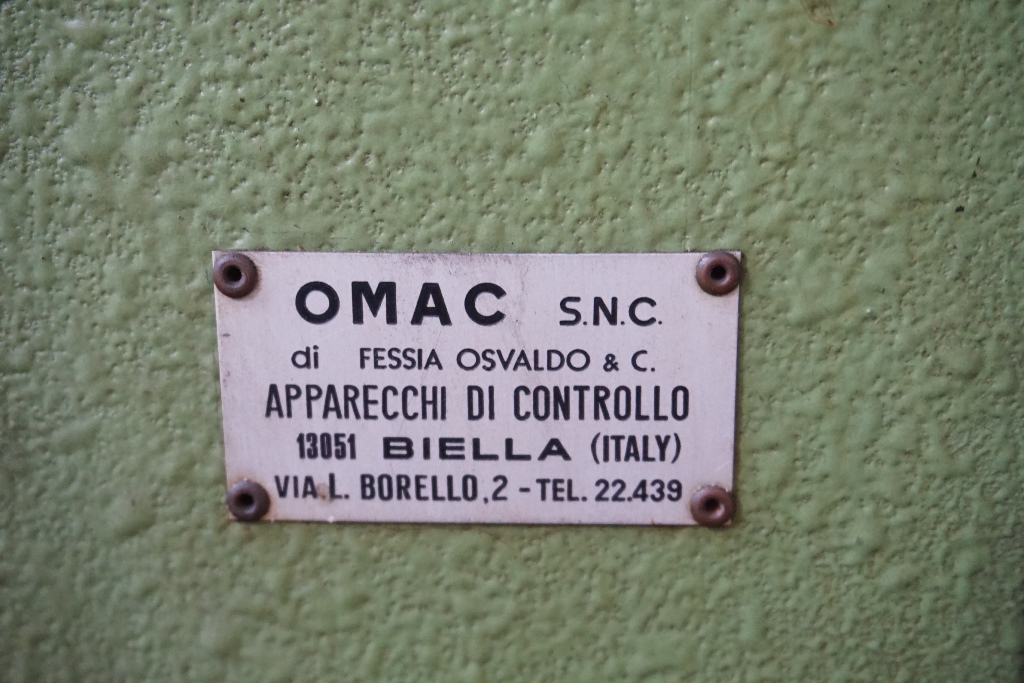 OMAC S.N.C.
di FESSIA OSVALDO & C.
APPARECCHI DI CONTROLLO
13051 BIELLA (ITALY)
VIA L. BORELLO, 2 - TEL. 22.439